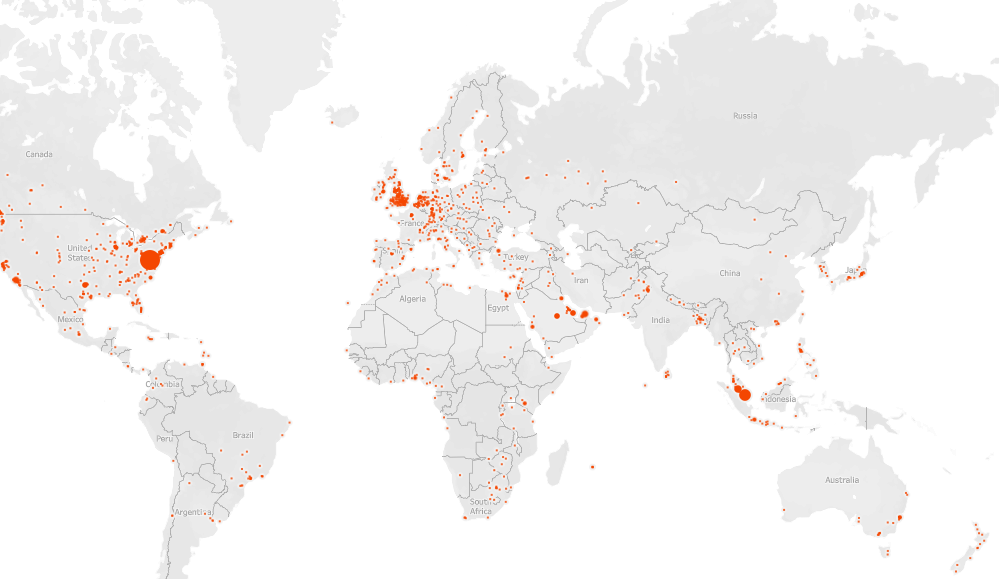 Russia
Canada
France
United
States
Turkey
China
Iran
Algeria
Egypt
Mexico
India
Colombia
Indonesia
Brazil
Peru
Australia
South
Africa
Argentina